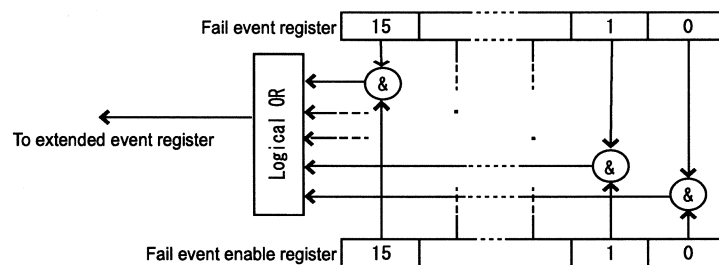 Fail event register 15 1 0
&
Logical OR
To extended event register
&
&
Fail event enable register 15 1 0